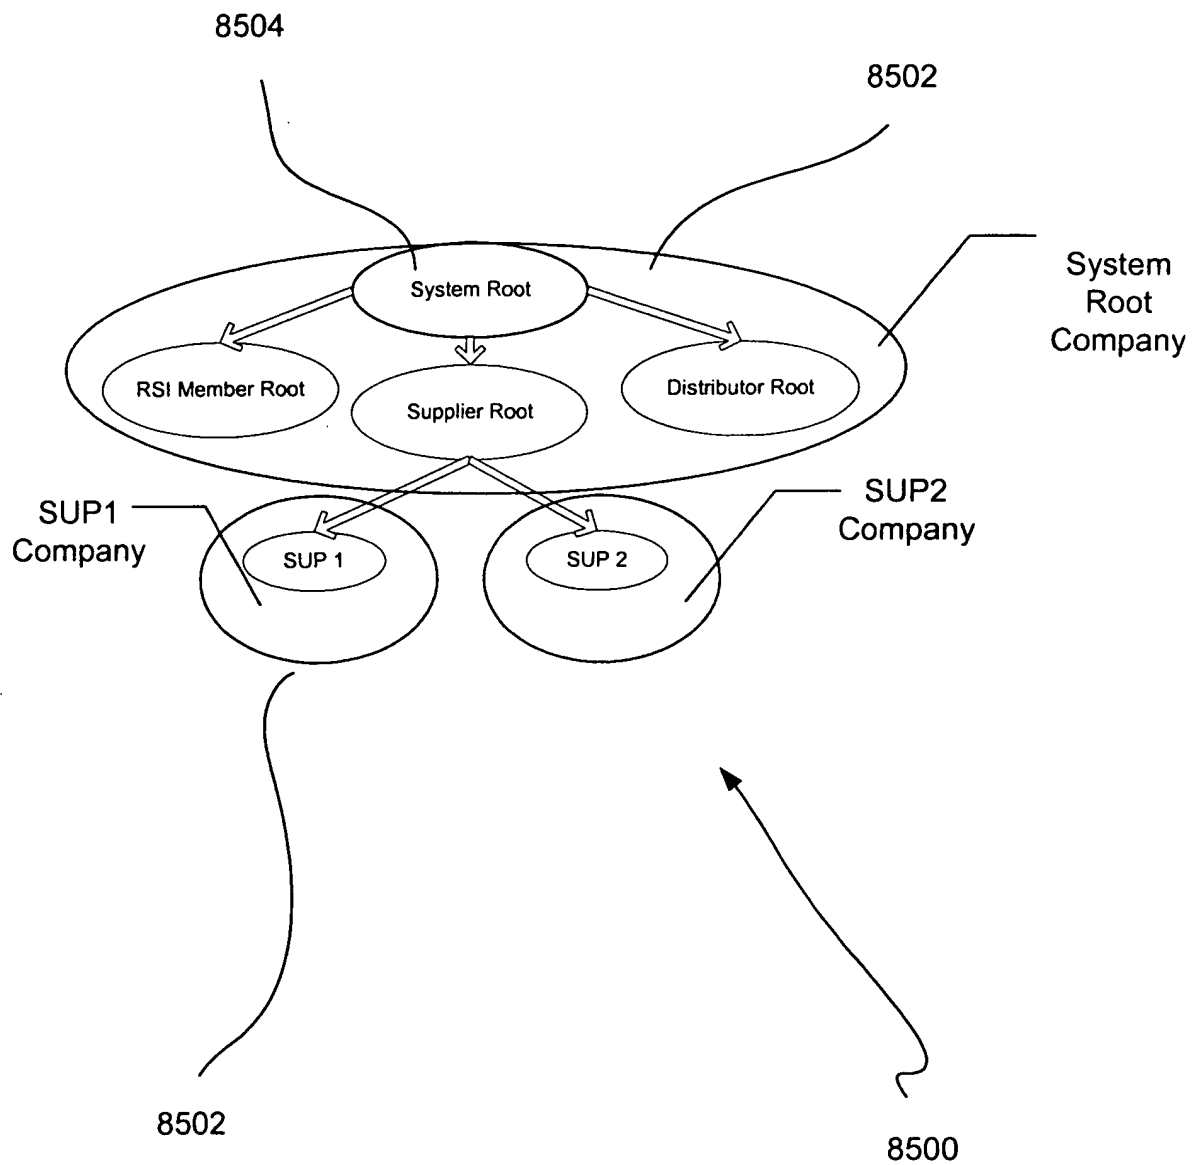 8504
8502
System
Root
Company
System Root
RSI Member Root
Supplier Root
Distributor Root
SUP1
Company
SUP2
Company
SUP 1
SUP 2
8502
8500